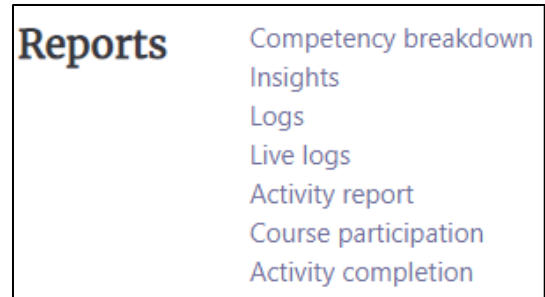 Reports
Competency breakdown
Insights
Logs
Live logs
Activity report
Course participation
Activity completion